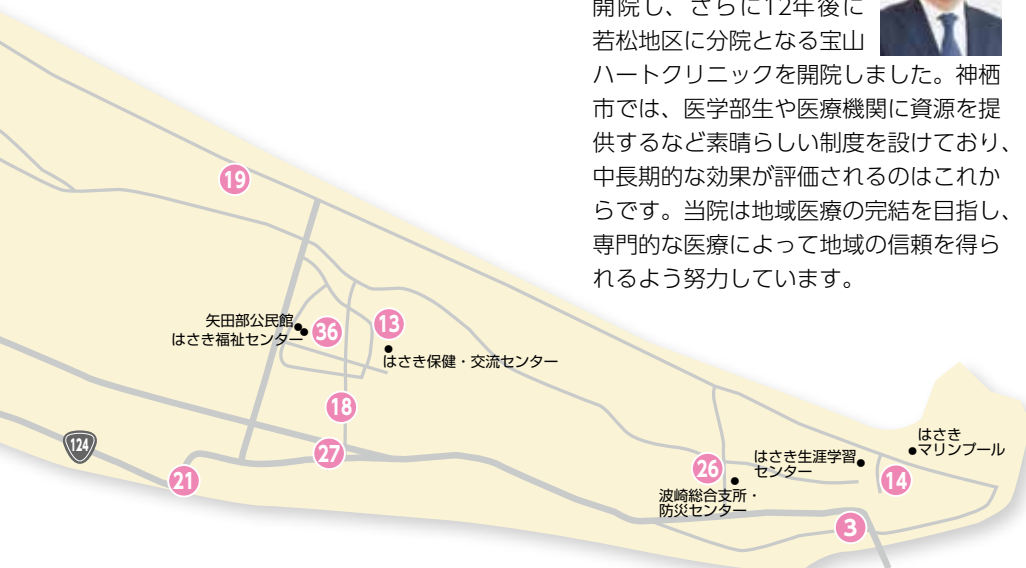 開院し、さらに12年後に
若松地区に分院となる宝山
ハートクリニックを開院しました。神栖
市では、医学部生や医療機関に資源を提
供するなど素晴らしい制度を設けており、
中長期的な効果が評価されるのはこれか
らです。当院は地域医療の完結を目指し、
専門的な医療によって地域の信頼を得ら
れるよう努力しています。
19
矢田部公民館
はさき福祉センター
36
13
はさき保健・交流センター
18
124
27
21
26
波崎総合支所・
防災センター
はさき生涯学習
センター
はさき
マリンプール
14
3